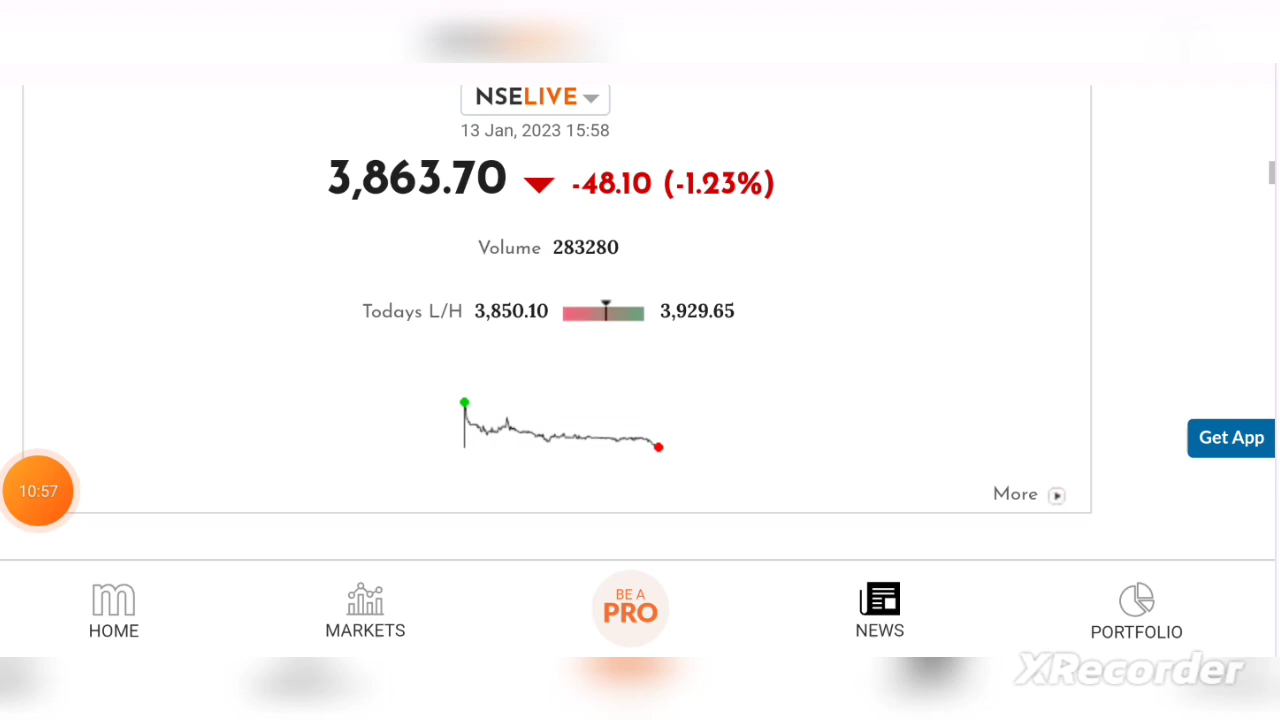 NSELIVE
13 Jan, 2023 15:58
3,863.70 -48.10 (-1.23%)
Volume 283280
Todays L/H 3,850.10 3,929.65
Get App
10:57
More
BE A
PRO
HOME MARKETS NEWS PORTFOLIO
XRecorder